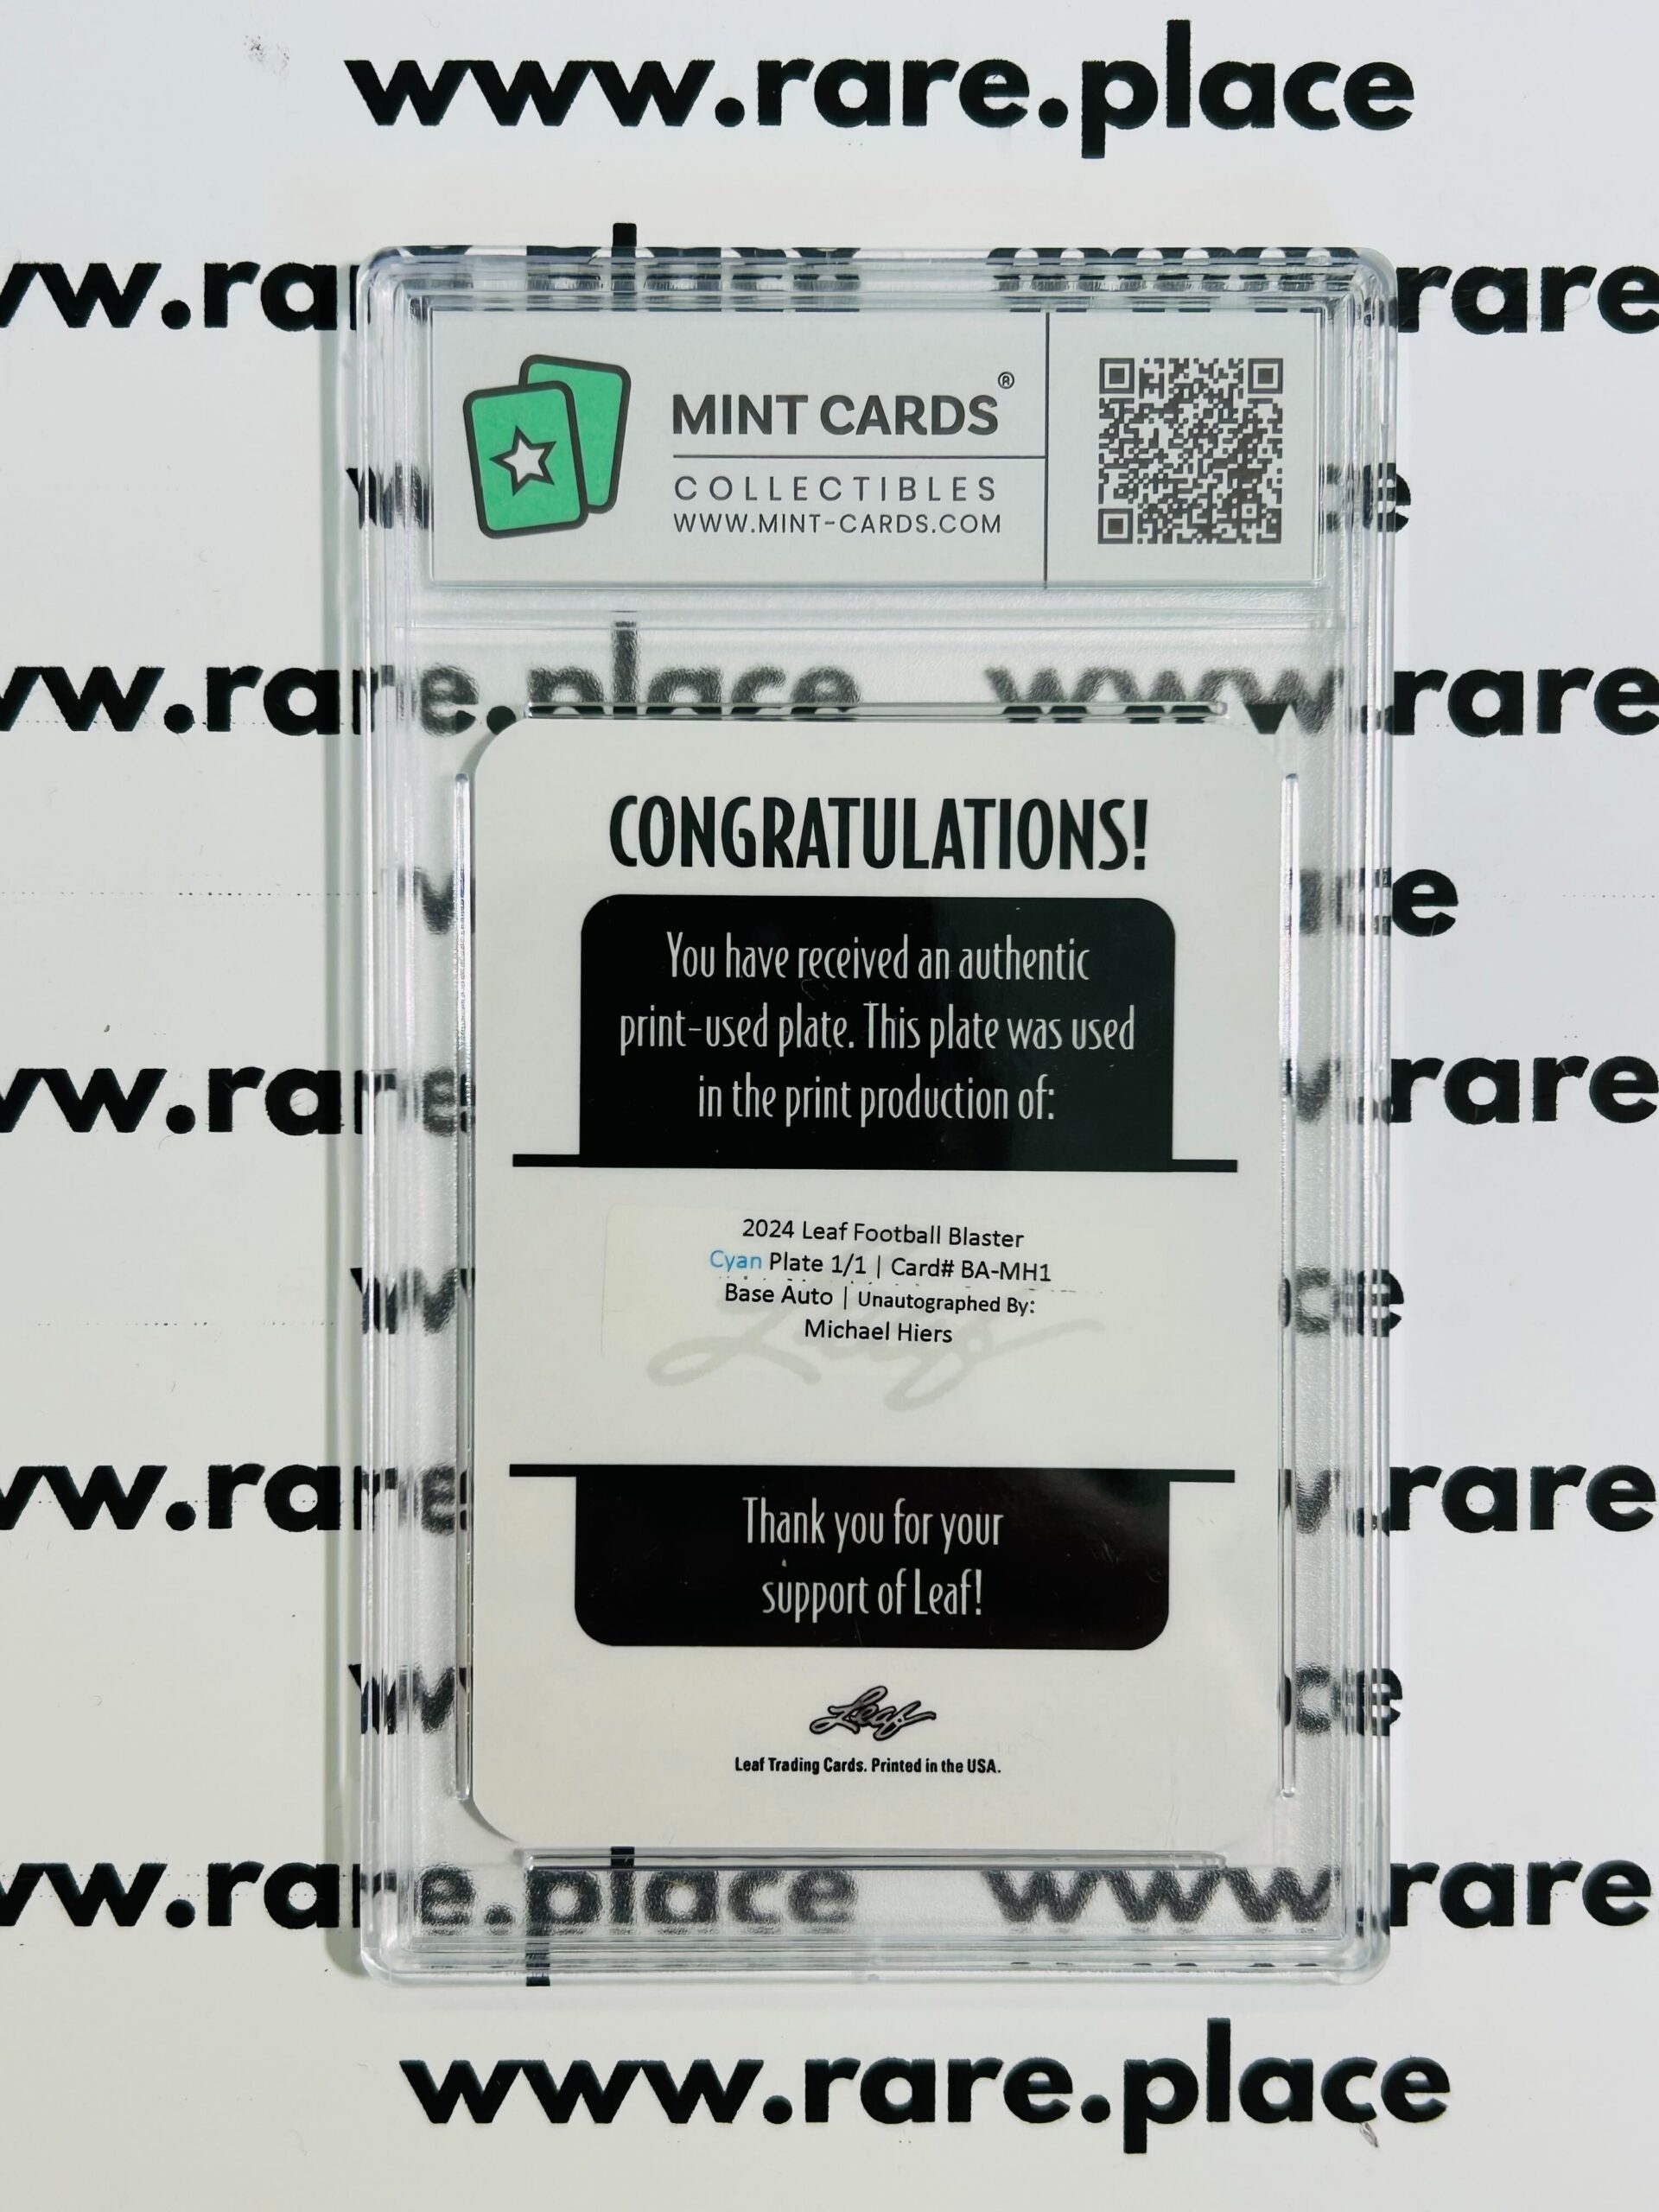 www.rare.place
MINT CARDS®
COLLECTIBLES
WWW.MINT-CARDS.COM
CONGRATULATIONS!
You have received an authentic
print-used plate. This plate was used
in the print production of:
2024 Leaf Football Blaster
Cyan Plate 1/1 | Card# BA-MH1
Base Auto | Unautographed By:
Michael Hiers
Thank you for your
support of Leaf!
Leaf
Leaf Trading Cards. Printed in the USA.
www.rare.place